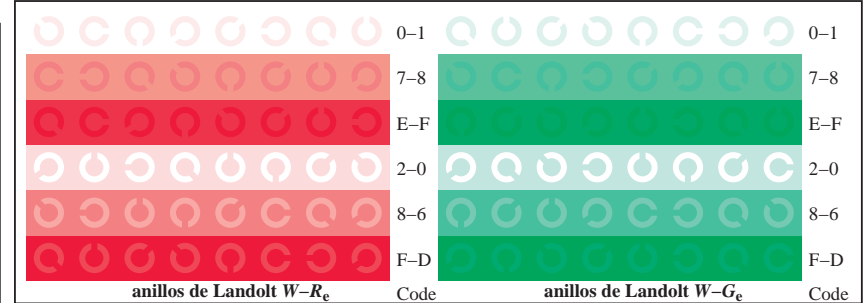 0–1 0–1
7–8 7–8
E–F E–F
2–0 2–0
8–6 8–6
F–D F–D
anillos de Landolt W–Re Code anillos de Landolt W–Ge Code